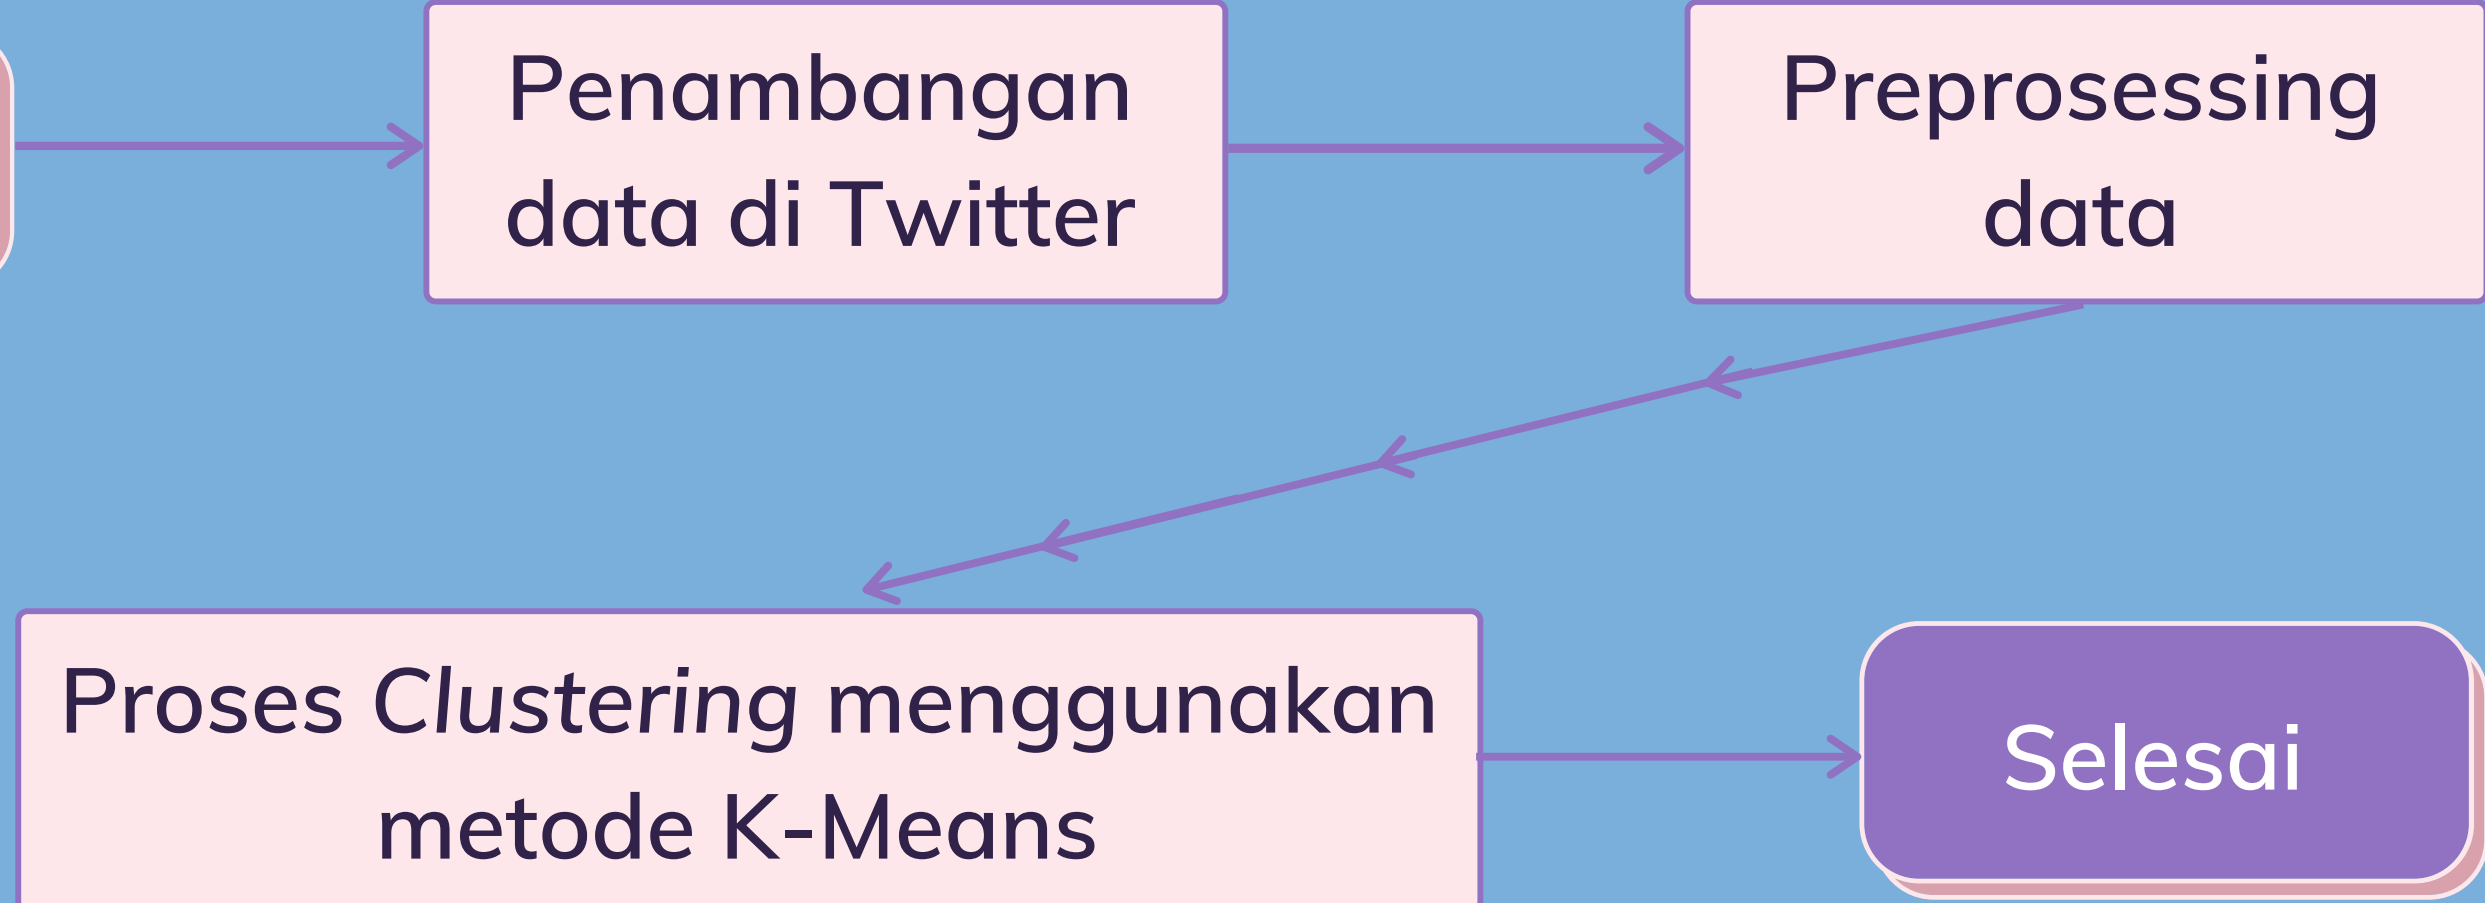 Penambangan
data di Twitter
Preprosessing
data
Proses Clustering menggunakan
metode K-Means
Selesai